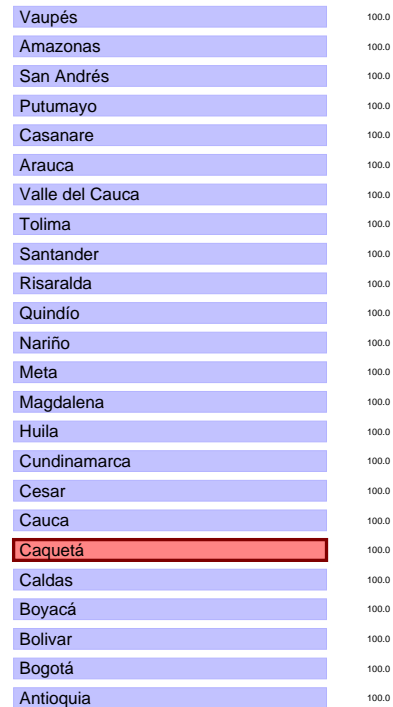 Vaupés 100.0
Amazonas 100.0
San Andrés 100.0
Putumayo 100.0
Casanare 100.0
Arauca 100.0
Valle del Cauca 100.0
Tolima 100.0
Santander 100.0
Risaralda 100.0
Quindío 100.0
Nariño 100.0
Meta 100.0
Magdalena 100.0
Huila 100.0
Cundinamarca 100.0
Cesar 100.0
Cauca 100.0
Caquetá 100.0
Caldas 100.0
Boyacá 100.0
Bolivar 100.0
Bogotá 100.0
Antioquia 100.0